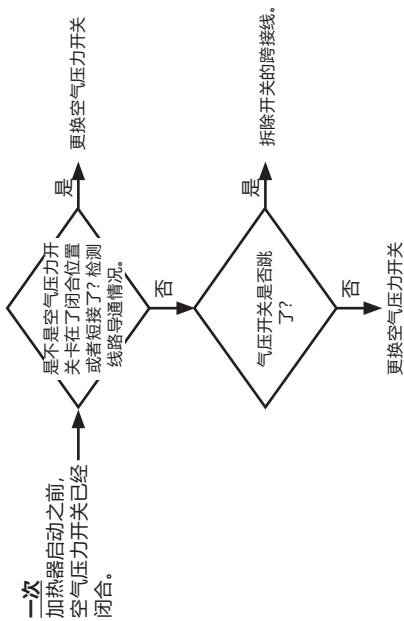 一次
加热器启动之前，
空气压力开关已经
闭合。
是不是空气压力开
关卡在了闭合位置
或者短接了？检测
线路导通情况。
是
更换空气压力开关
否
气压开关是否跳
了？
是
拆除开关的跨接线。
否
更换空气压力开关